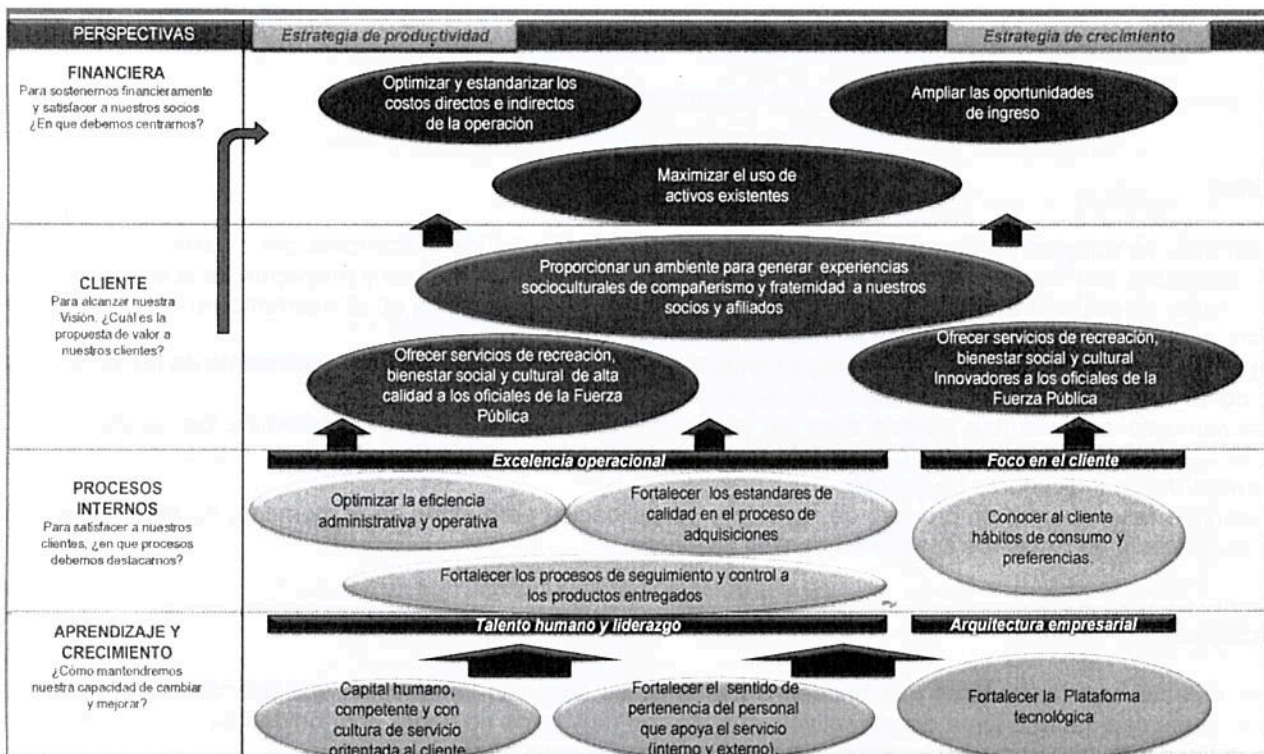 PERSPECTIVAS
Estrategia de productividad
Estrategia de crecimiento
FINANCIERA
Para sostenernos financieramente
y satisfacer a nuestros socios
¿En que debemos centrarnos?
Optimizar y estandarizar los
costos directos e indirectos
de la operación
Ampliar las oportunidades
de ingreso
Maximizar el uso de
activos existentes
CLIENTE
Para alcanzar nuestra
Visión. ¿Cuál es la
propuesta de valor a
nuestros clientes?
Proporcionar un ambiente para generar experiencias
socioculturales de compañerismo y fraternidad a nuestros
socios y afiliados
Ofrecer servicios de recreación,
bienestar social y cultural de alta
calidad a los oficiales de la Fuerza
Pública
Ofrecer servicios de recreación,
bienestar social y cultural
Innovadores a los oficiales de la
Fuerza Pública
PROCESOS
INTERNOS
Para satisfacer a nuestros
clientes, ¿en que procesos
debemos destacarnos?
Excelencia operacional
Foco en el cliente
Optimizar la eficiencia
administrativa y operativa
Fortalecer los estandares de
calidad en el proceso de
adquisiciones
Conocer al cliente
hábitos de consumo y
preferencias.
Fortalecer los procesos de seguimiento y control a
los productos entregados
APRENDIZAJE Y
CRECIMIENTO
¿Cómo mantendremos
nuestra capacidad de cambiar
y mejorar?
Talento humano y liderazgo
Arquitectura empresarial
Capital humano,
competente y con
cultura de servicio
oritentada al cliente
Fortalecer el sentido de
pertenencia del personal
que apoya el servicio
(interno y externo).
Fortalecer la Plataforma
tecnológica